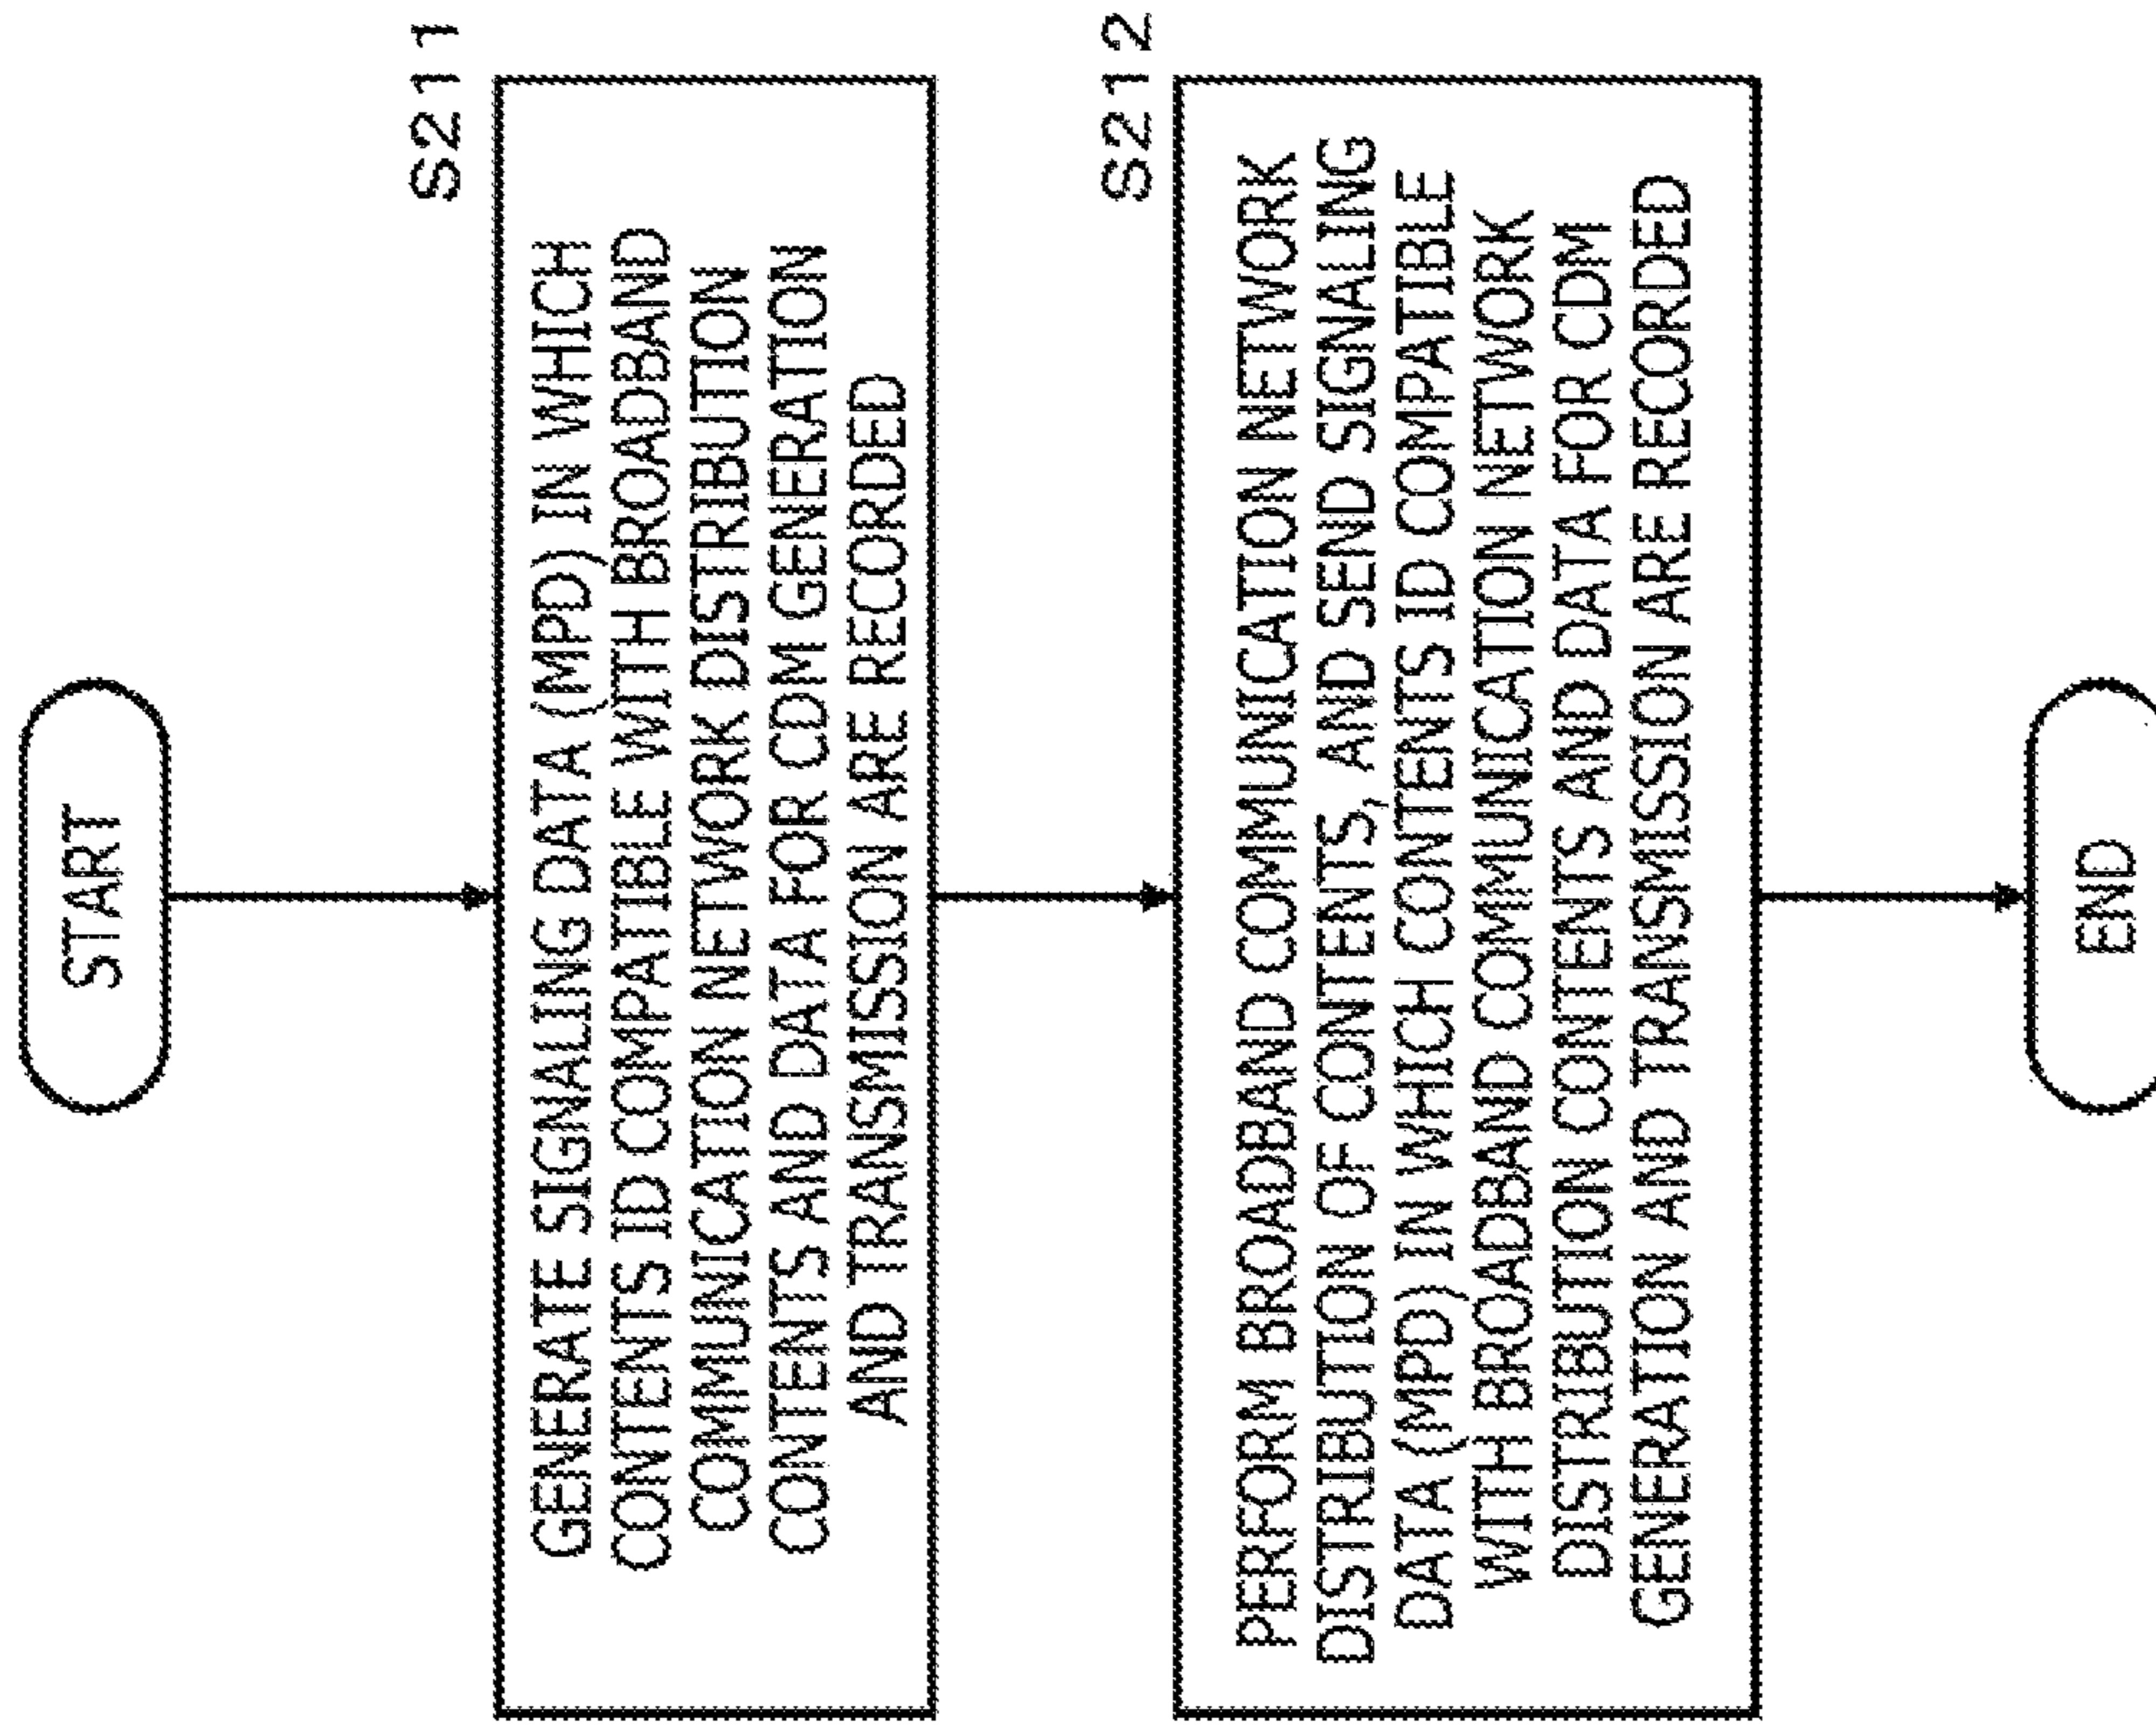 START
S211
GENERATE SIGNALING DATA (MPD) IN WHICH
CONTENTS ID COMPATIBLE WITH BROADBAND
COMMUNICATION NETWORK DISTRIBUTION
CONTENTS AND DATA FOR CDM GENERATION
AND TRANSMISSION ARE RECORDED
S212
PERFORM BROADBAND COMMUNICATION NETWORK
DISTRIBUTION OF CONTENTS, AND SEND SIGNALING
DATA (MPD) IN WHICH CONTENTS ID COMPATIBLE
WITH BROADBAND COMMUNICATION NETWORK
DISTRIBUTION CONTENTS AND DATA FOR CDM
GENERATION AND TRANSMISSION ARE RECORDED
END